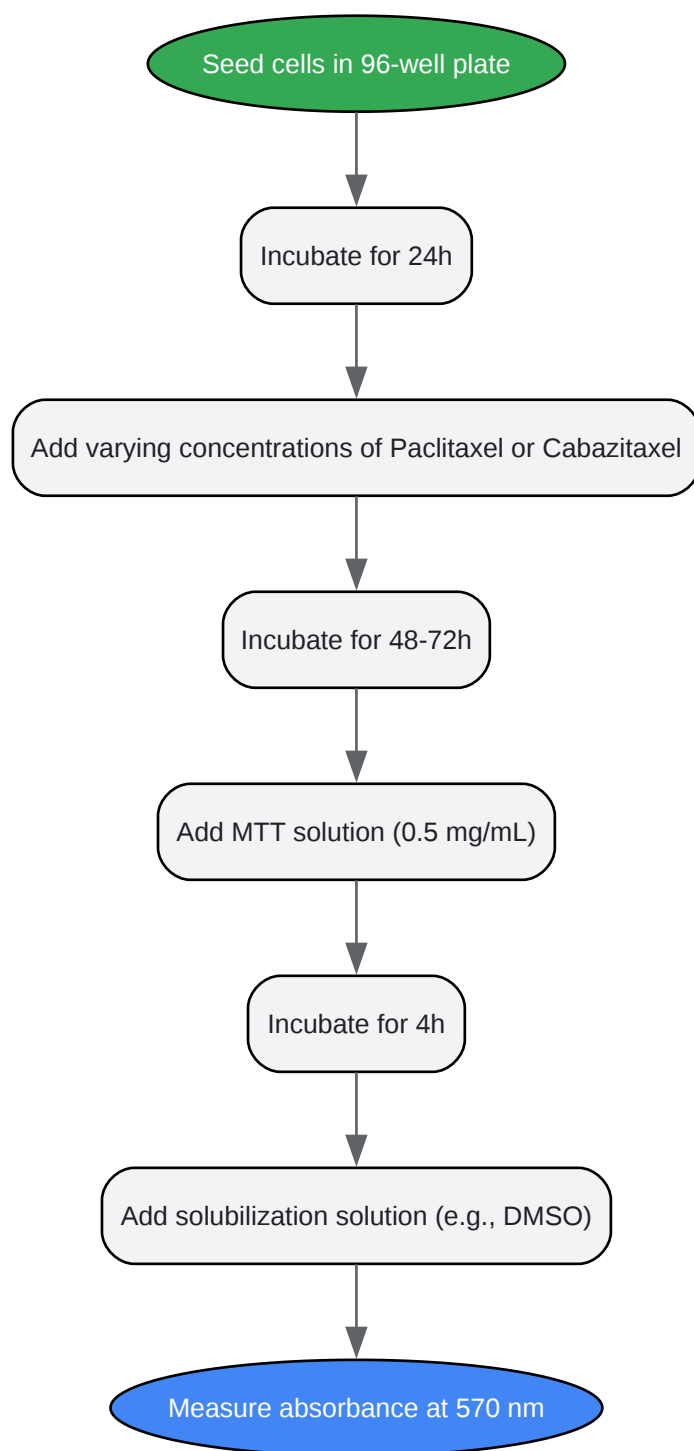 Seed cells in 96-well plate
Incubate for 24h
Add varying concentrations of Paclitaxel or Cabazitaxel
Incubate for 48-72h
Add MTT solution (0.5 mg/mL)
Incubate for 4h
Add solubilization solution (e.g., DMSO)
Measure absorbance at 570 nm